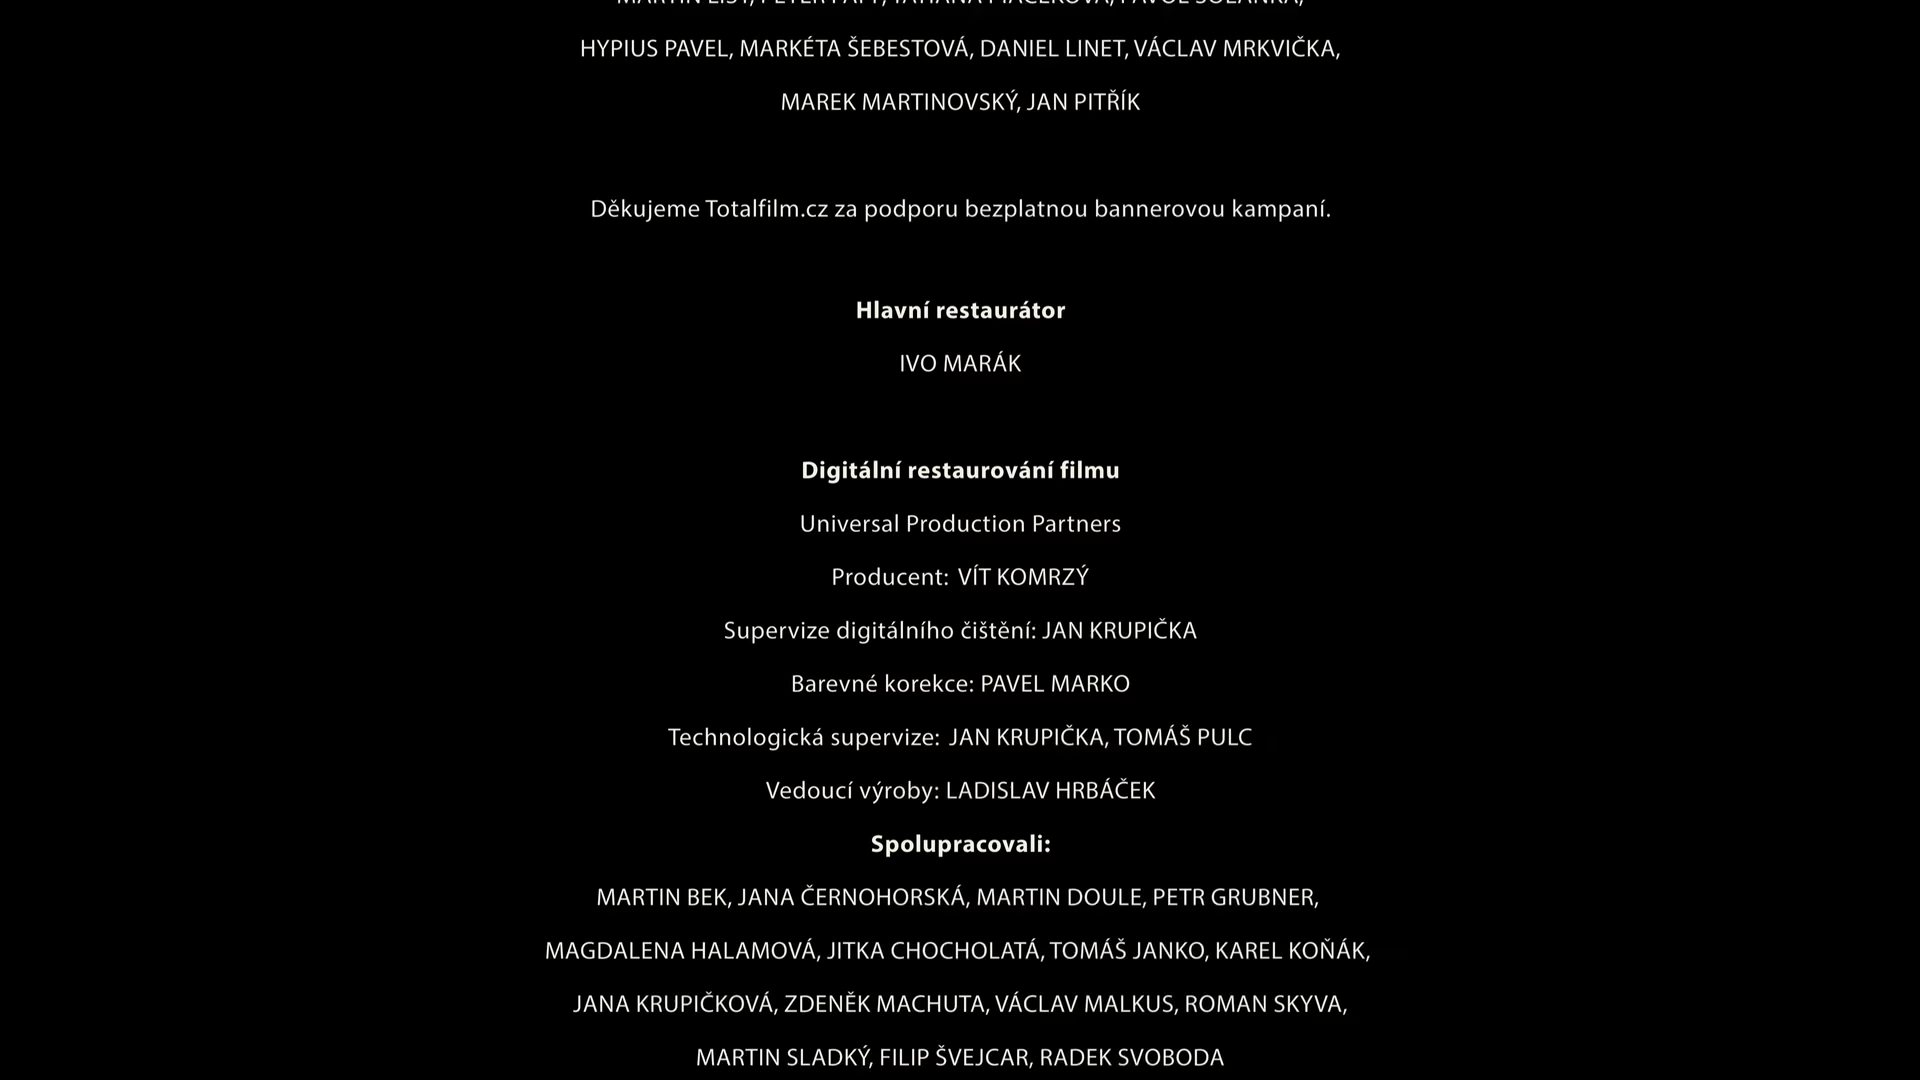 HYPIUS PAVEL, MARKÉTA ŠEBESTOVÁ, DANIEL LINET, VÁCLAV MRKVIČKA,
MAREK MARTINOVSKÝ, JAN PITŘÍK
Děkujeme Totalfilm.cz za podporu bezplatnou bannerovou kampaní.
Hlavní restaurátor
IVO MARÁK
Digitální restaurování filmu
Universal Production Partners
Producent: VÍT KOMRZÝ
Supervize digitálního čištění: JAN KRUPIČKA
Barevné korekce: PAVEL MARKO
Technologická supervize: JAN KRUPIČKA, TOMÁŠ PULC
Vedoucí výroby: LADISLAV HRBÁČEK
Spolupracovali:
MARTIN BEK, JANA ČERNOHORSKÁ, MARTIN DOULE, PETR GRUBNER,
MAGDALENA HALAMOVÁ, JITKA CHOCHOLATÁ, TOMÁŠ JANKO, KAREL KOŇÁK,
JANA KRUPIČKOVÁ, ZDENĚK MACHUTA, VÁCLAV MALKUS, ROMAN SKYVA,
MARTIN SLADKÝ, FILIP ŠVEJCAR, RADEK SVOBODA